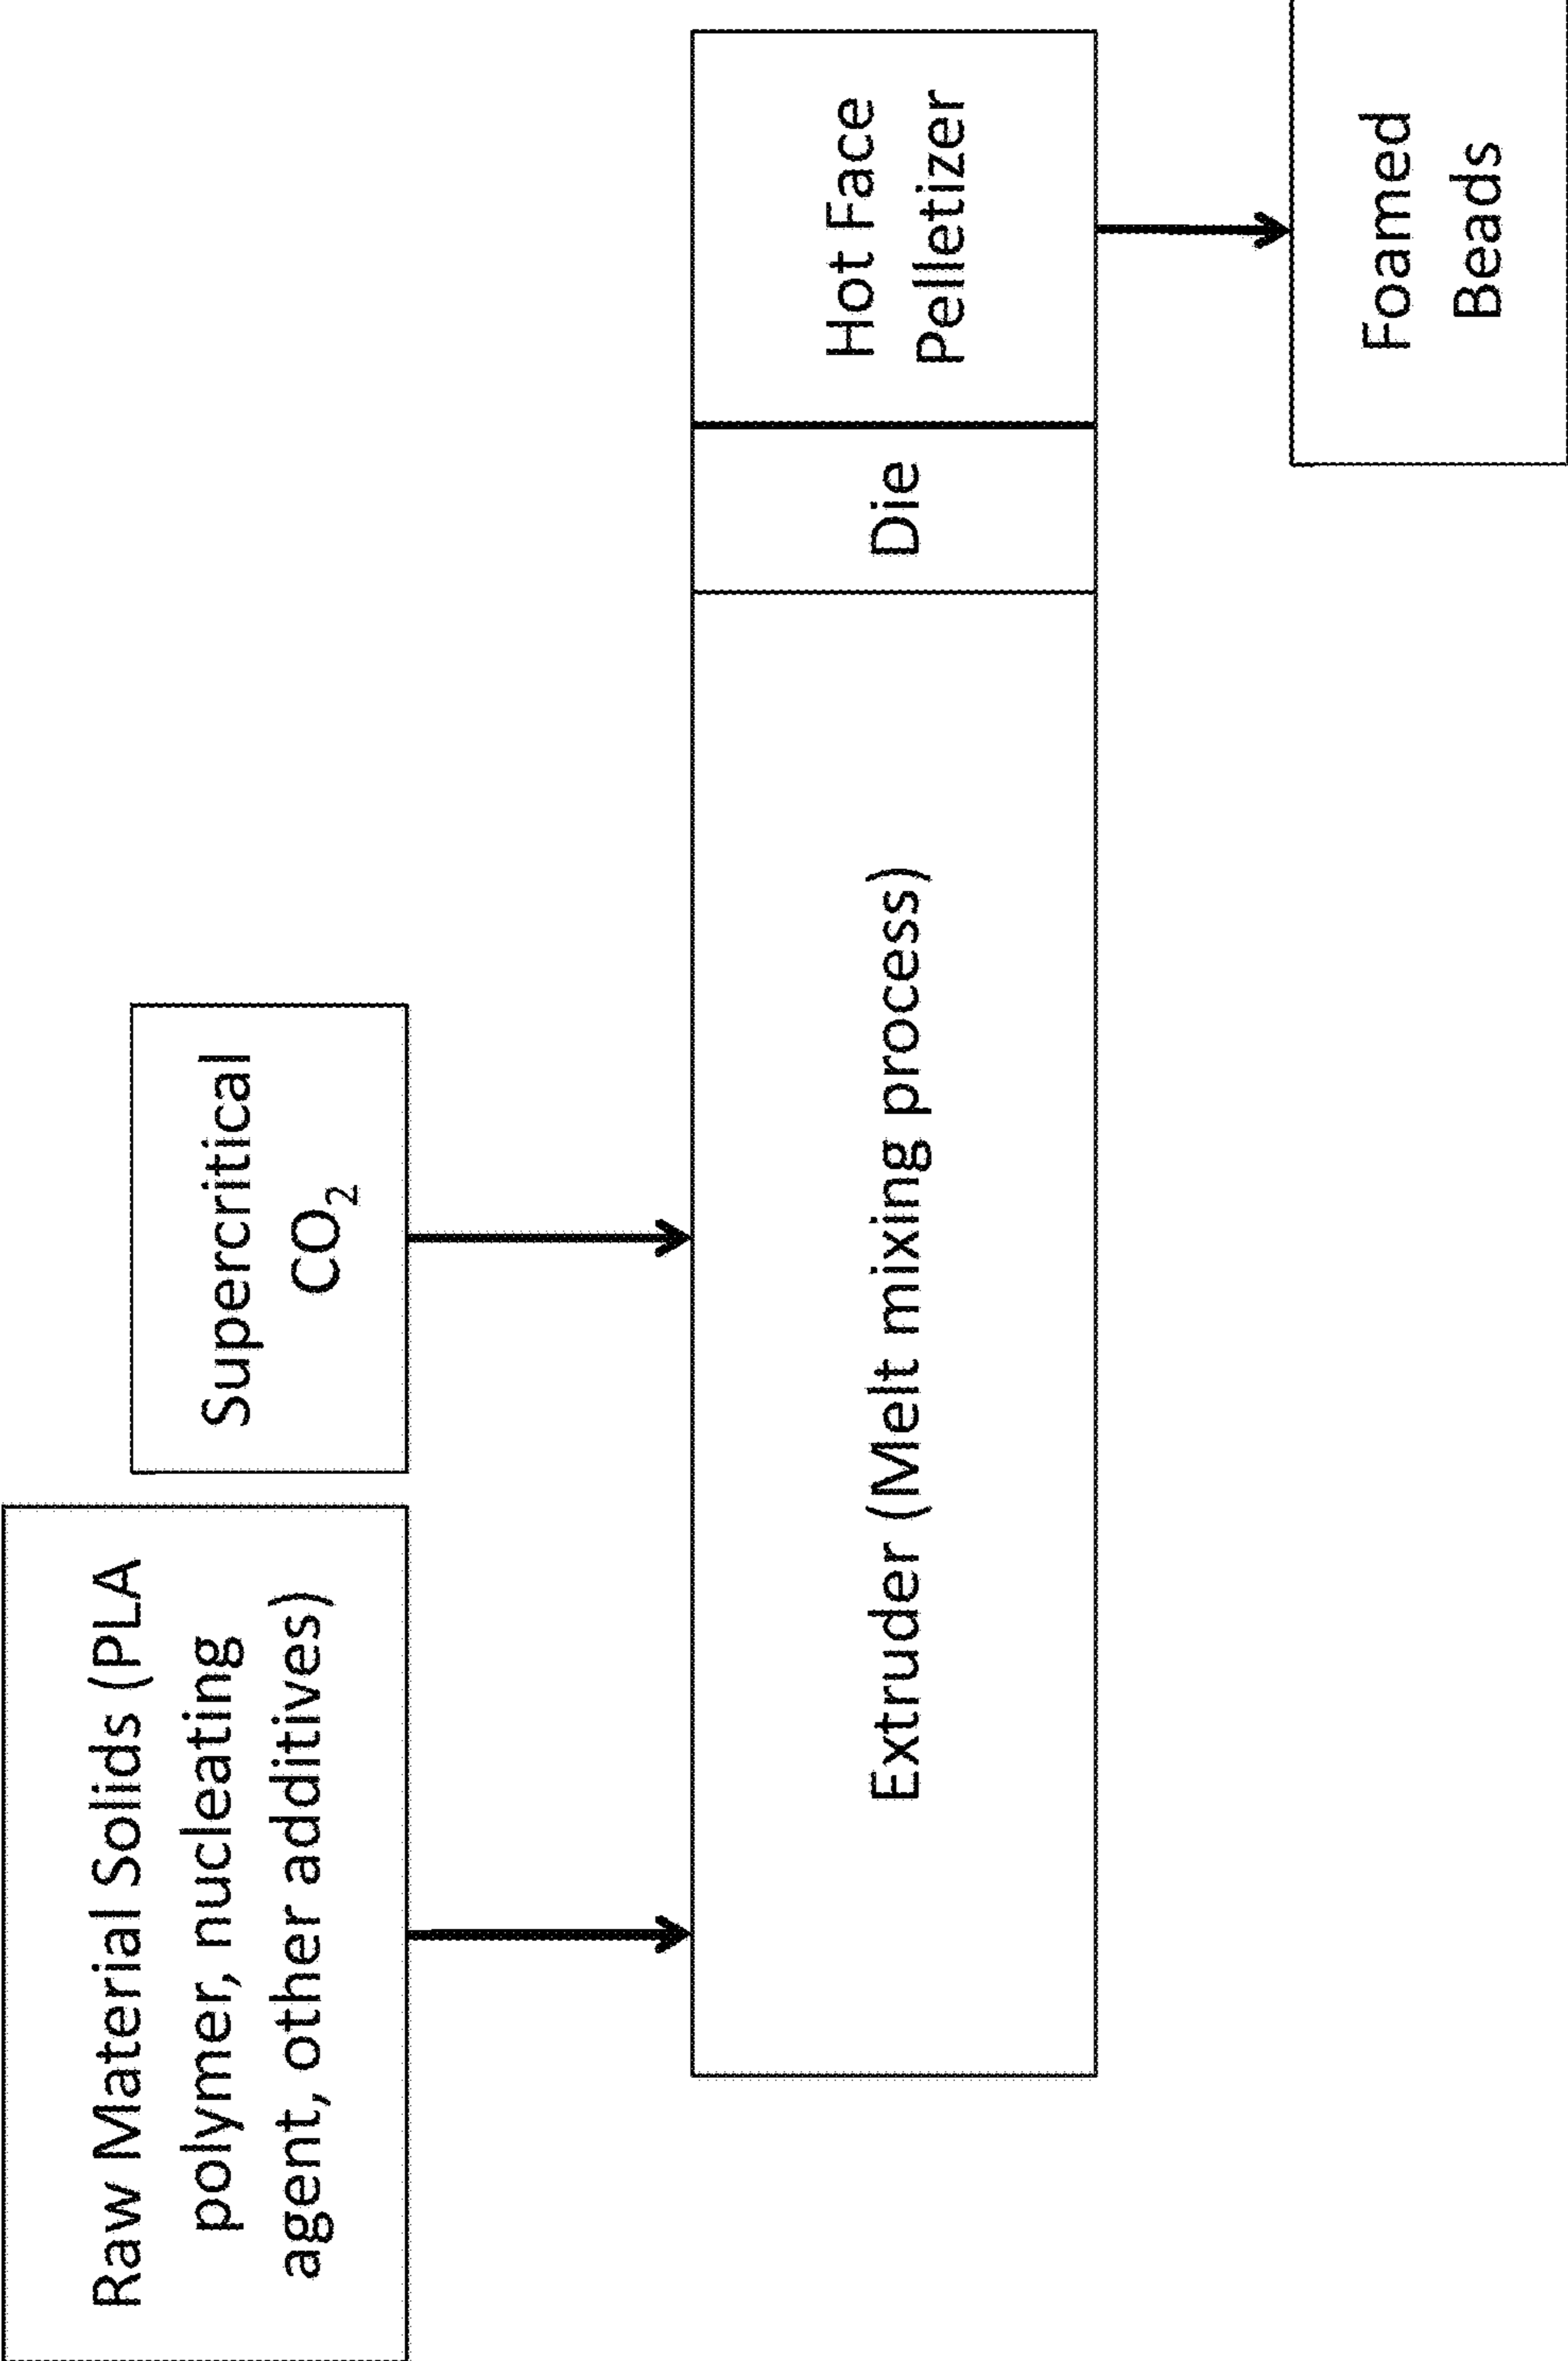 Raw Material Solids (PLA
polymer, nucleating
agent, other additives)
Supercritical
CO₂
Extruder (Melt mixing process)
Die
Hot Face
Pelletizer
Foamed
Beads